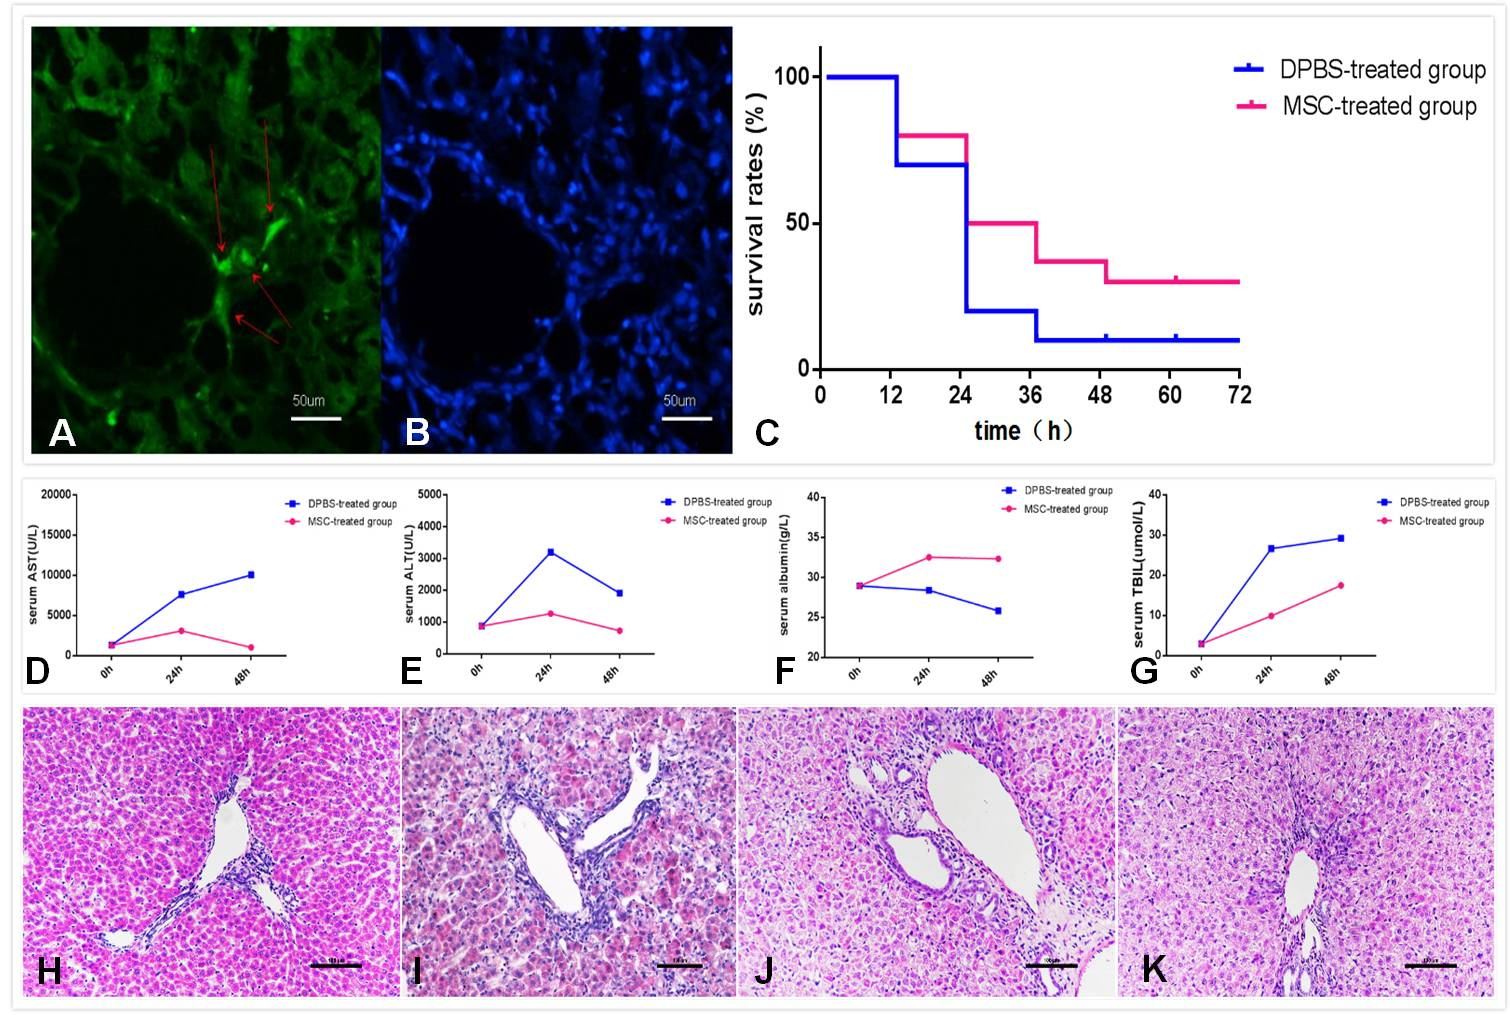 50um
A
50um
B
DPBS-treated group
MSC-treated group
survival rates (%)
100
50
0
0 12 24 36 48 60 72
time（h）
C
serum AST(U/L)
20000
15000
10000
5000
0
0h 24h 48h
DPBS-treated group
MSC-treated group
D
serum ALT(U/L)
5000
4000
3000
2000
1000
0
0h 24h 48h
DPBS-treated group
MSC-treated group
E
serum albumin(g/L)
40
35
30
25
20
0h 24h 48h
DPBS-treated group
MSC-treated group
F
serum TBIL(umol/L)
40
30
20
10
0
0h 24h 48h
DPBS-treated group
MSC-treated group
G
H
I
J
K